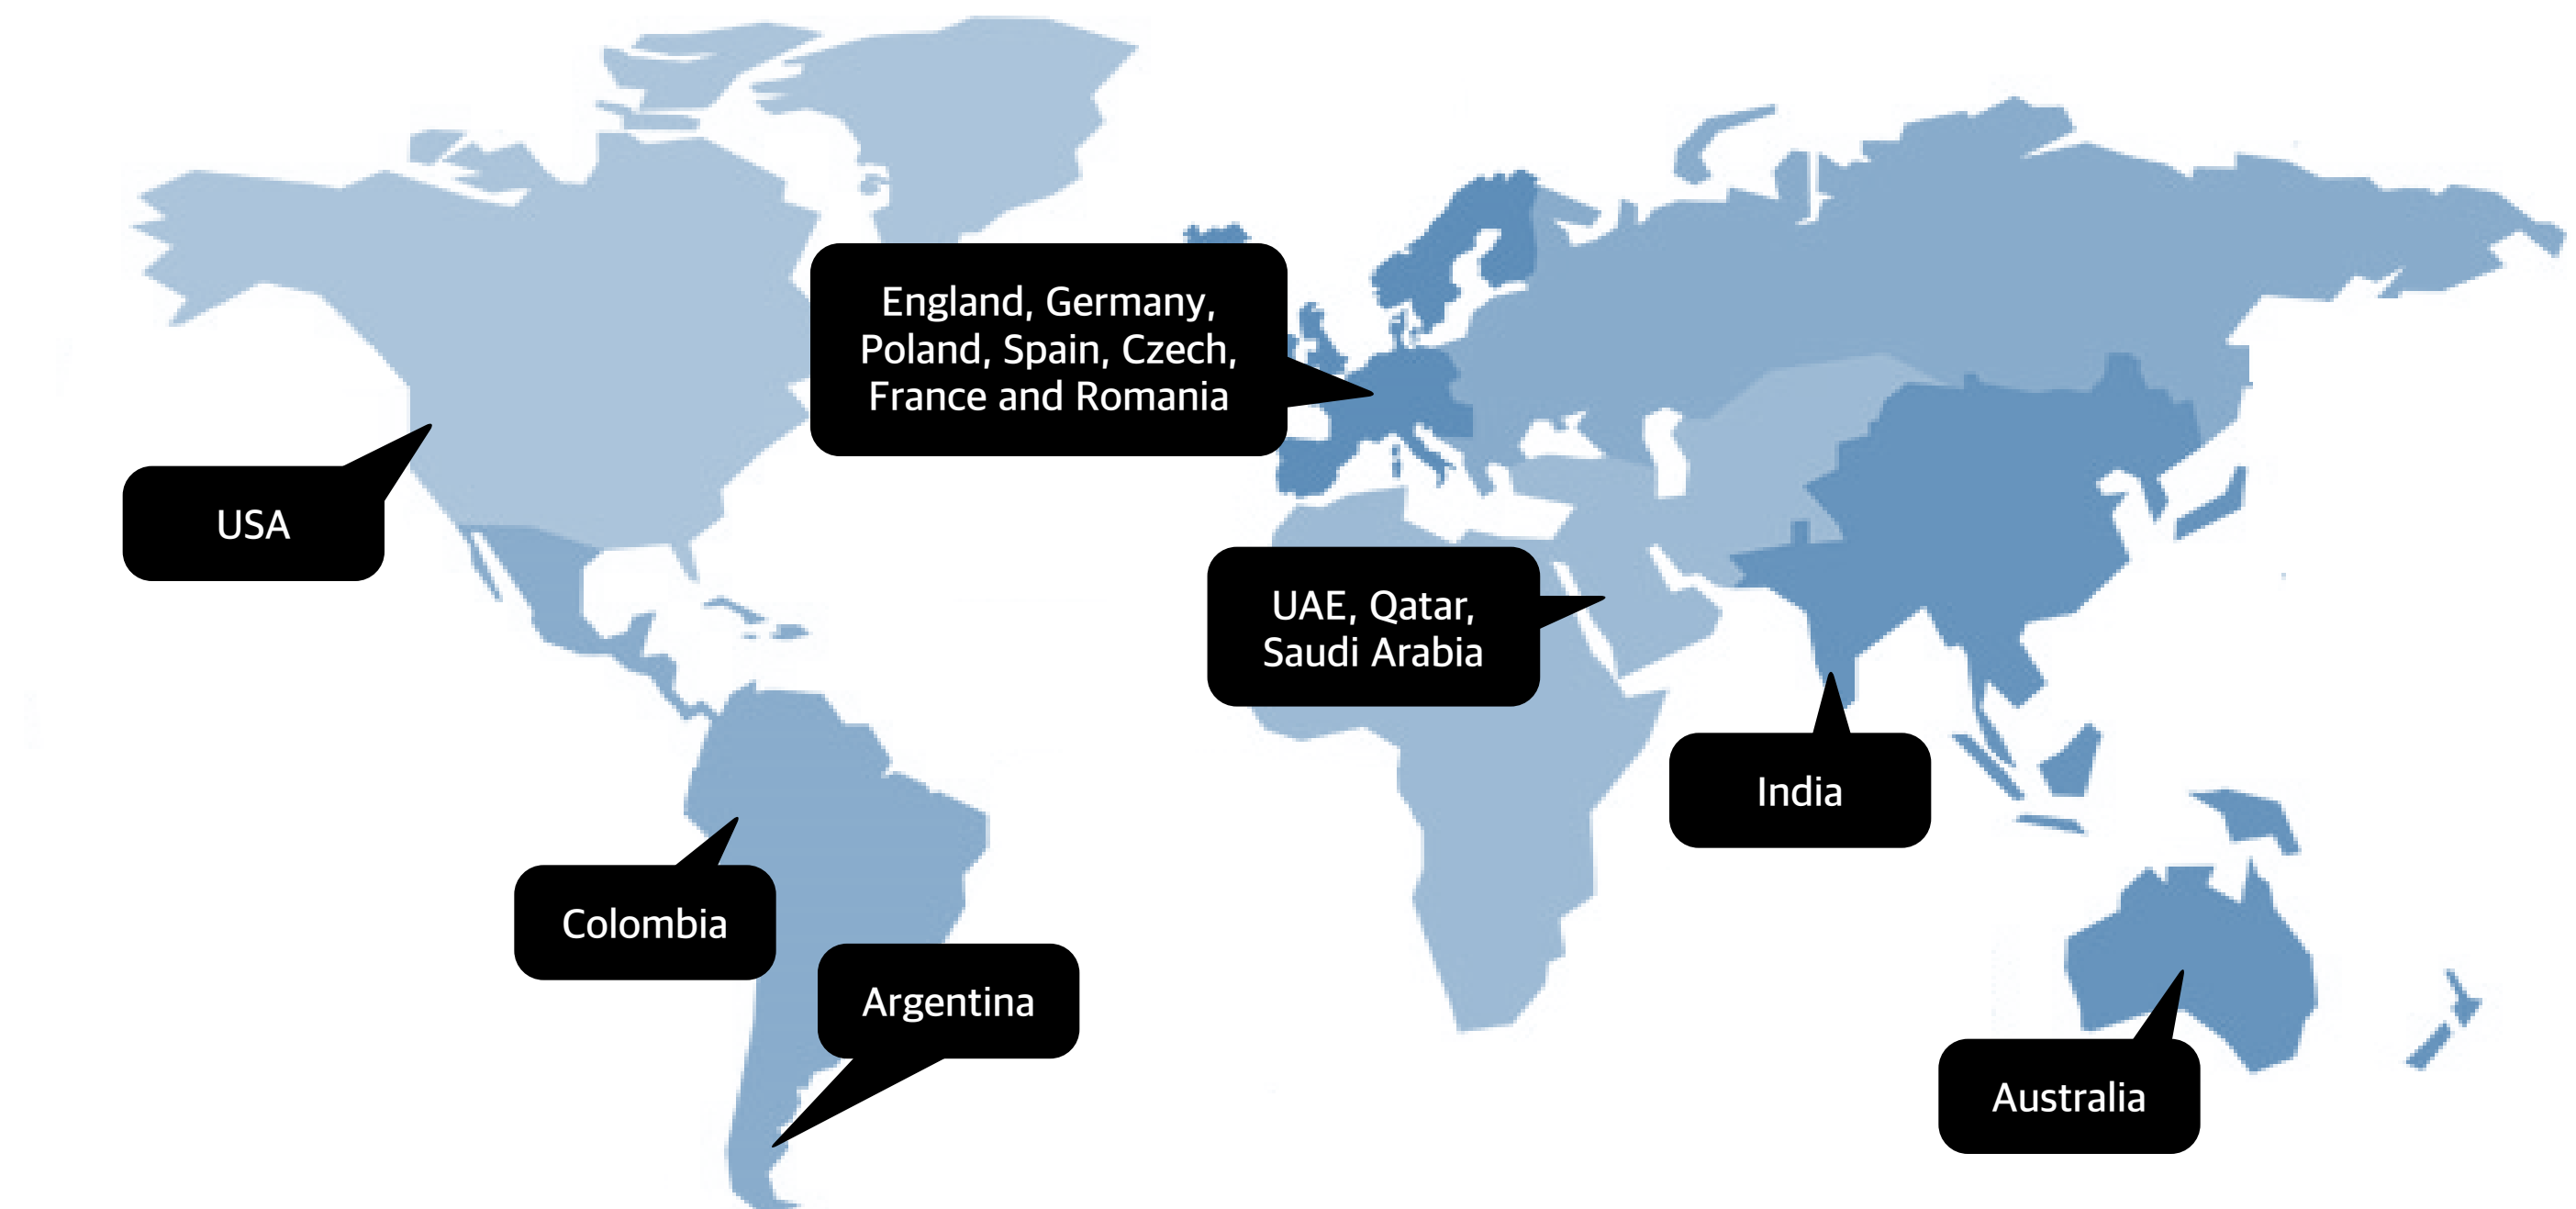 England, Germany,
Poland, Spain, Czech,
France and Romania
USA
UAE, Qatar,
Saudi Arabia
India
Colombia
Argentina
Australia